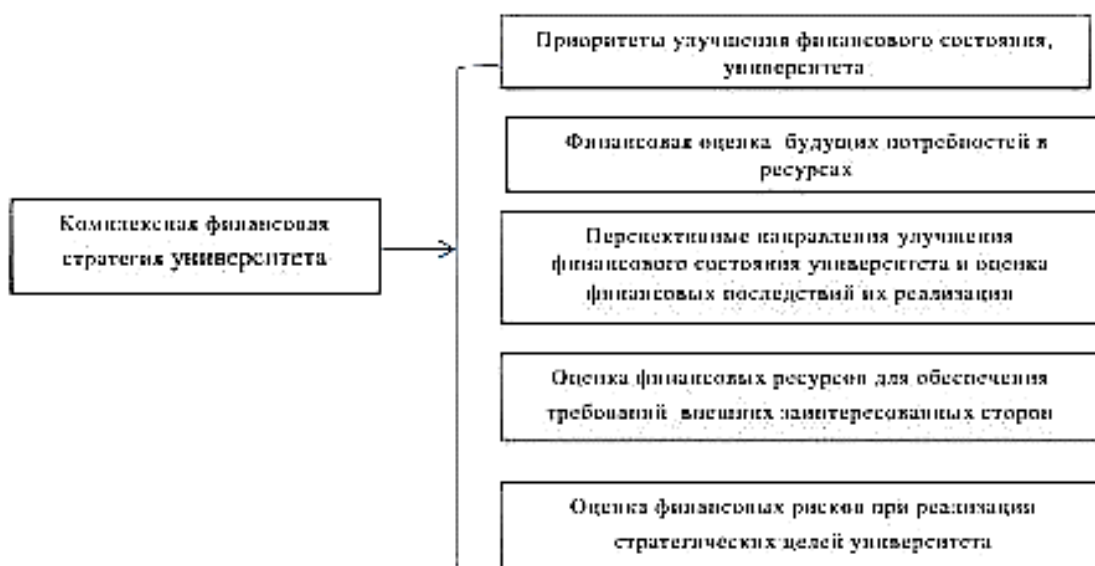 Приоритеты улучшения финансового состояния,
университета
Финансовая оценка будущих потребностей в
ресурсах
Комплексная финансовая
стратегия университета
Перспективные направления улучшения
финансового состояния университета и оценка
финансовых последствий их реализации
Оценка финансовых ресурсов для обеспечения
требований внешних заинтересованных сторон
Оценка финансовых рисков при реализации
стратегических целей университета